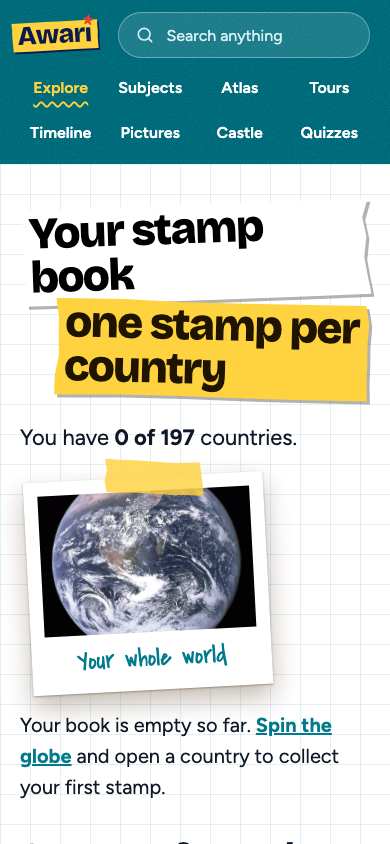 Awari
Search anything
Explore
Subjects
Atlas
Tours
Timeline
Pictures
Castle
Quizzes
Your stamp
book
one stamp per
country
You have 0 of 197 countries.
Your whole world
Your book is empty so far. Spin the
globe and open a country to collect
your first stamp.